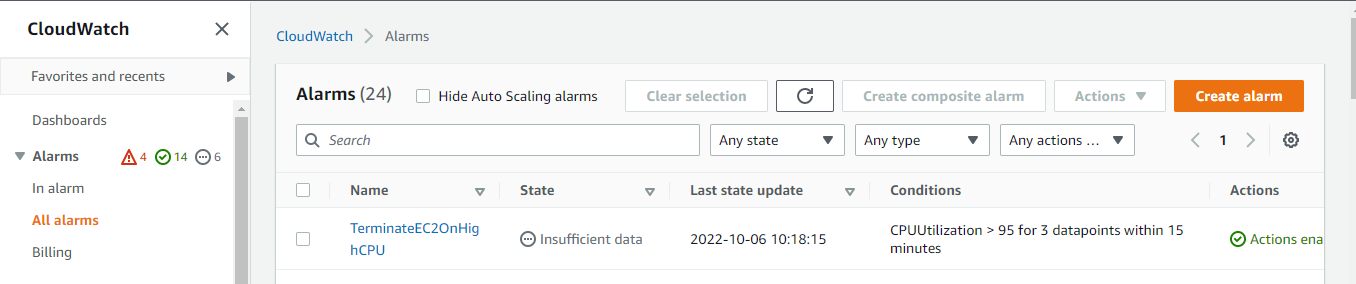 CloudWatch
Favorites and recents
Dashboards
Alarms 4 14 6
In alarm
All alarms
Billing
CloudWatch > Alarms
Alarms (24) Hide Auto Scaling alarms Clear selection Create composite alarm Actions Create alarm
Search Any state Any type Any actions ... 1
Name State Last state update Conditions Actions
TerminateEC2OnHig
hCPU
Insufficient data
2022-10-06 10:18:15
CPUUtilization > 95 for 3 datapoints within 15
minutes
Actions ena